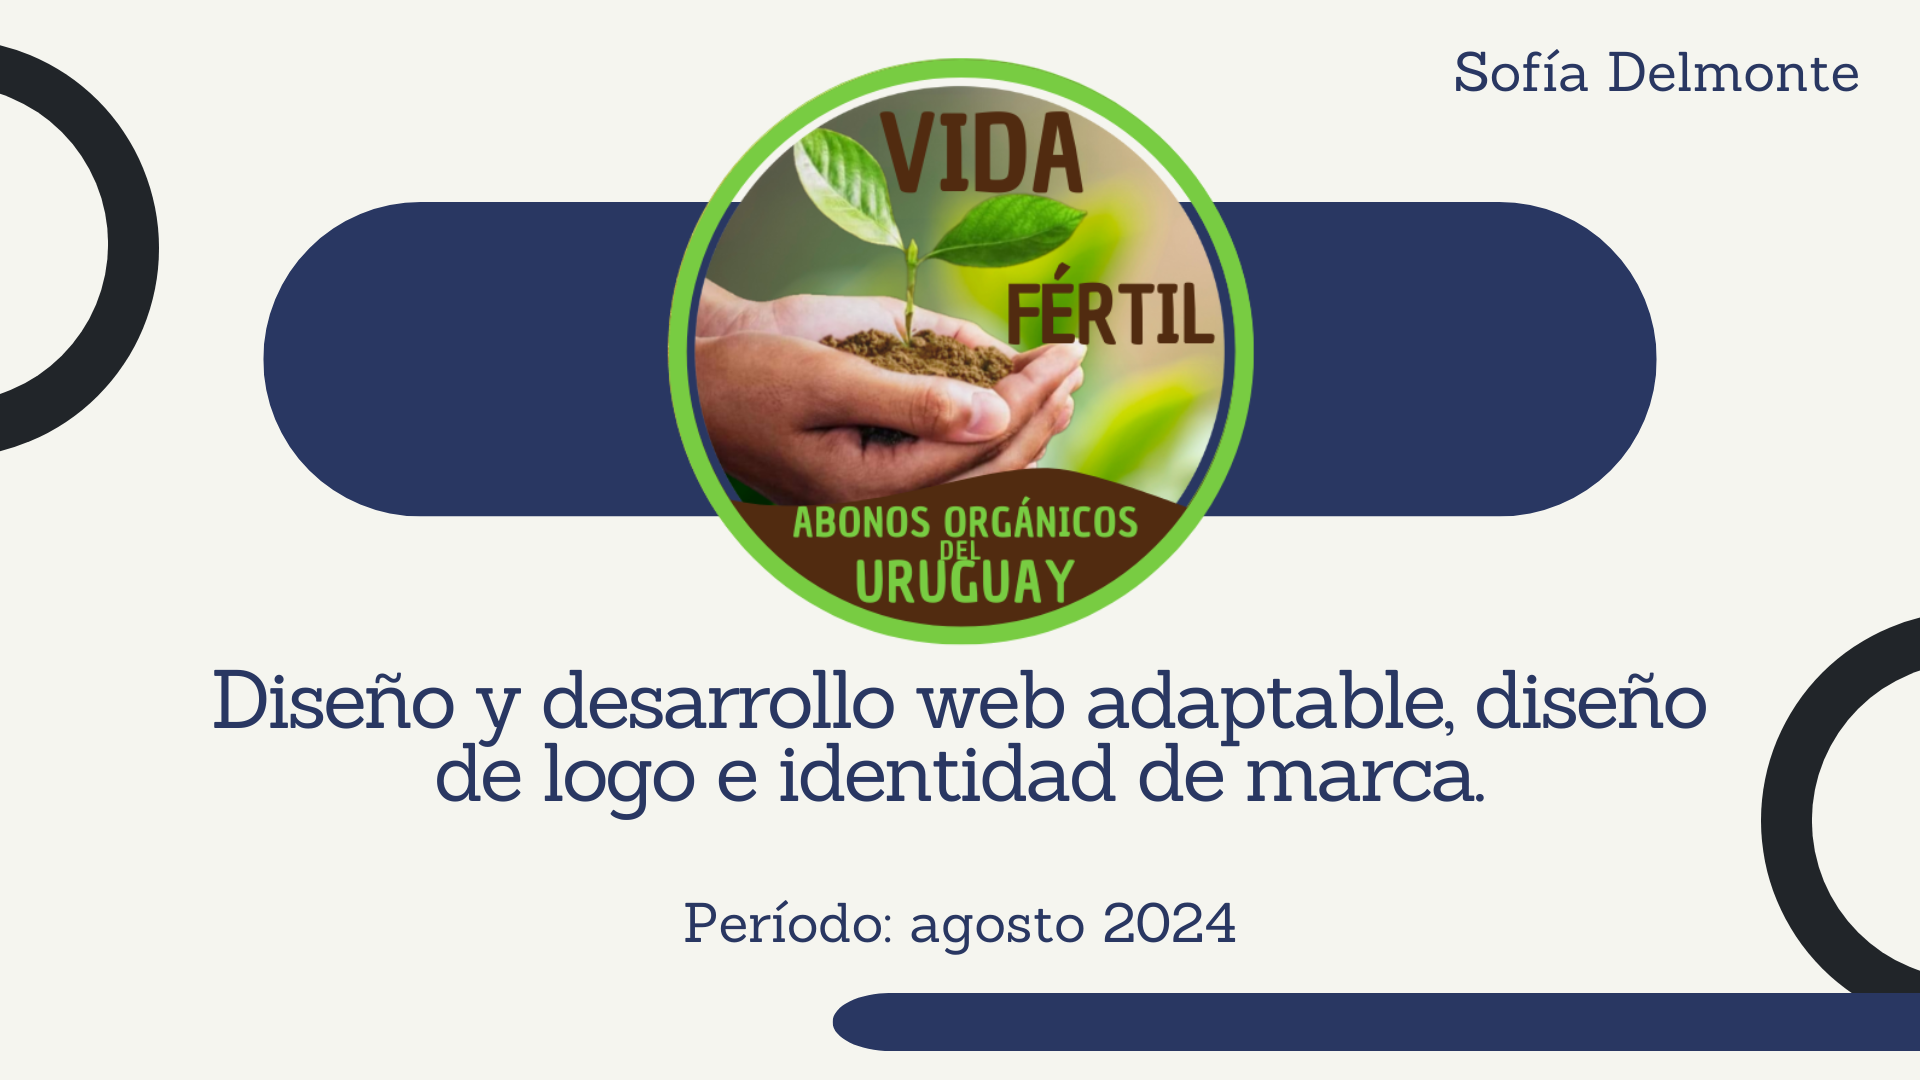 Sofía Delmonte
VIDA
FÉRTIL
ABONOS ORGÁNICOS
DEL
URUGUAY
Diseño y desarrollo web adaptable, diseño
de logo e identidad de marca.
Período: agosto 2024